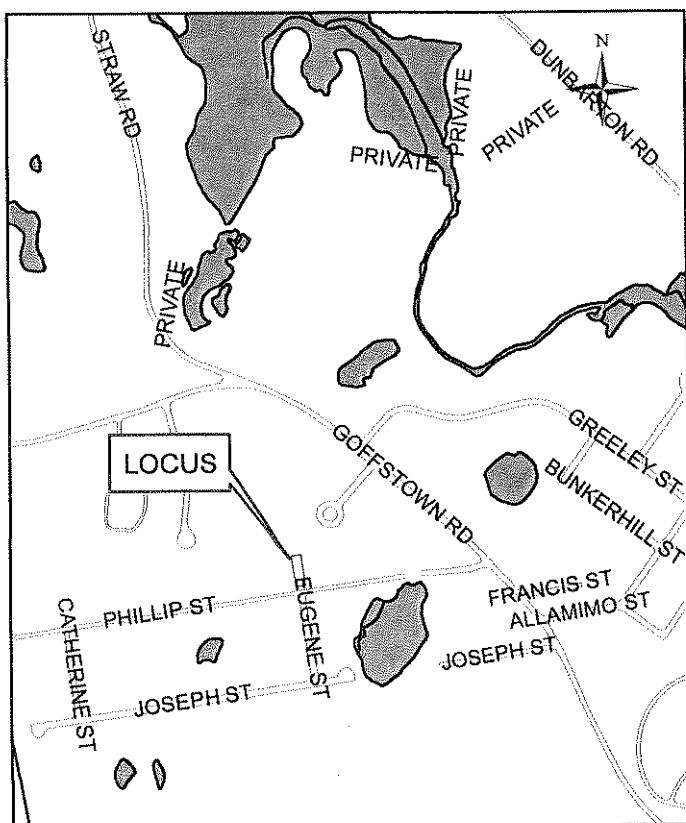 STRAW RD
DUNBARTON RD
N
PRIVATE
PRIVATE
PRIVATE
PRIVATE
GREELEY ST
GOFFSTOWN RD
BUNKERHILL ST
LOCUS
EUGENE ST
FRANCIS ST
ALLAMIMO ST
PHILLIP ST
CATHERINE ST
JOSEPH ST
JOSEPH ST